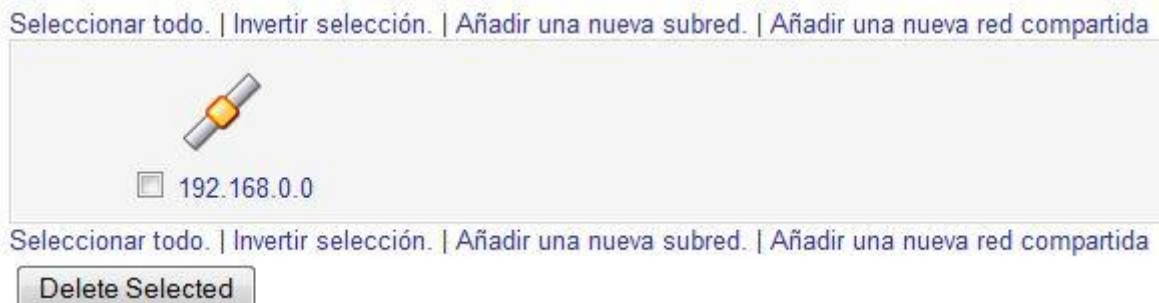 Seleccionar todo. | Invertir selección. | Añadir una nueva subred. | Añadir una nueva red compartida
192.168.0.0
Seleccionar todo. | Invertir selección. | Añadir una nueva subred. | Añadir una nueva red compartida
Delete Selected